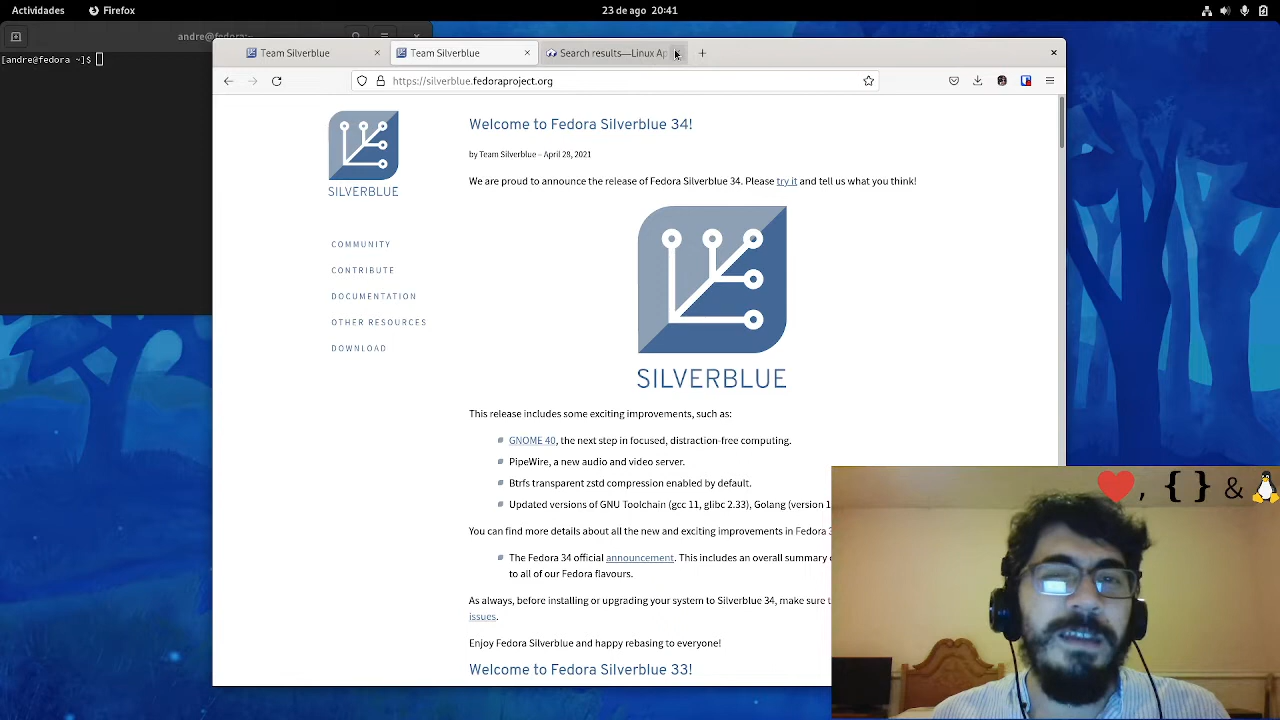 Actividades Firefox 23 de ago 20:41
andre@fedora:~
[andre@fedora ~]$
Team Silverblue
Team Silverblue
Search results—Linux Ap
https://silverblue.fedoraproject.org
SILVERBLUE
COMMUNITY
CONTRIBUTE
DOCUMENTATION
OTHER RESOURCES
DOWNLOAD
Welcome to Fedora Silverblue 34!
by Team Silverblue – April 28, 2021
We are proud to announce the release of Fedora Silverblue 34. Please try it and tell us what you think!
SILVERBLUE
This release includes some exciting improvements, such as:
GNOME 40, the next step in focused, distraction-free computing.
PipeWire, a new audio and video server.
Btrfs transparent zstd compression enabled by default.
Updated versions of GNU Toolchain (gcc 11, glibc 2.33), Golang (version 1
You can find more details about all the new and exciting improvements in Fedora 3
The Fedora 34 official announcement. This includes an overall summary
to all of our Fedora flavours.
As always, before installing or upgrading your system to Silverblue 34, make sure
issues.
Enjoy Fedora Silverblue and happy rebasing to everyone!
Welcome to Fedora Silverblue 33!
, { } &